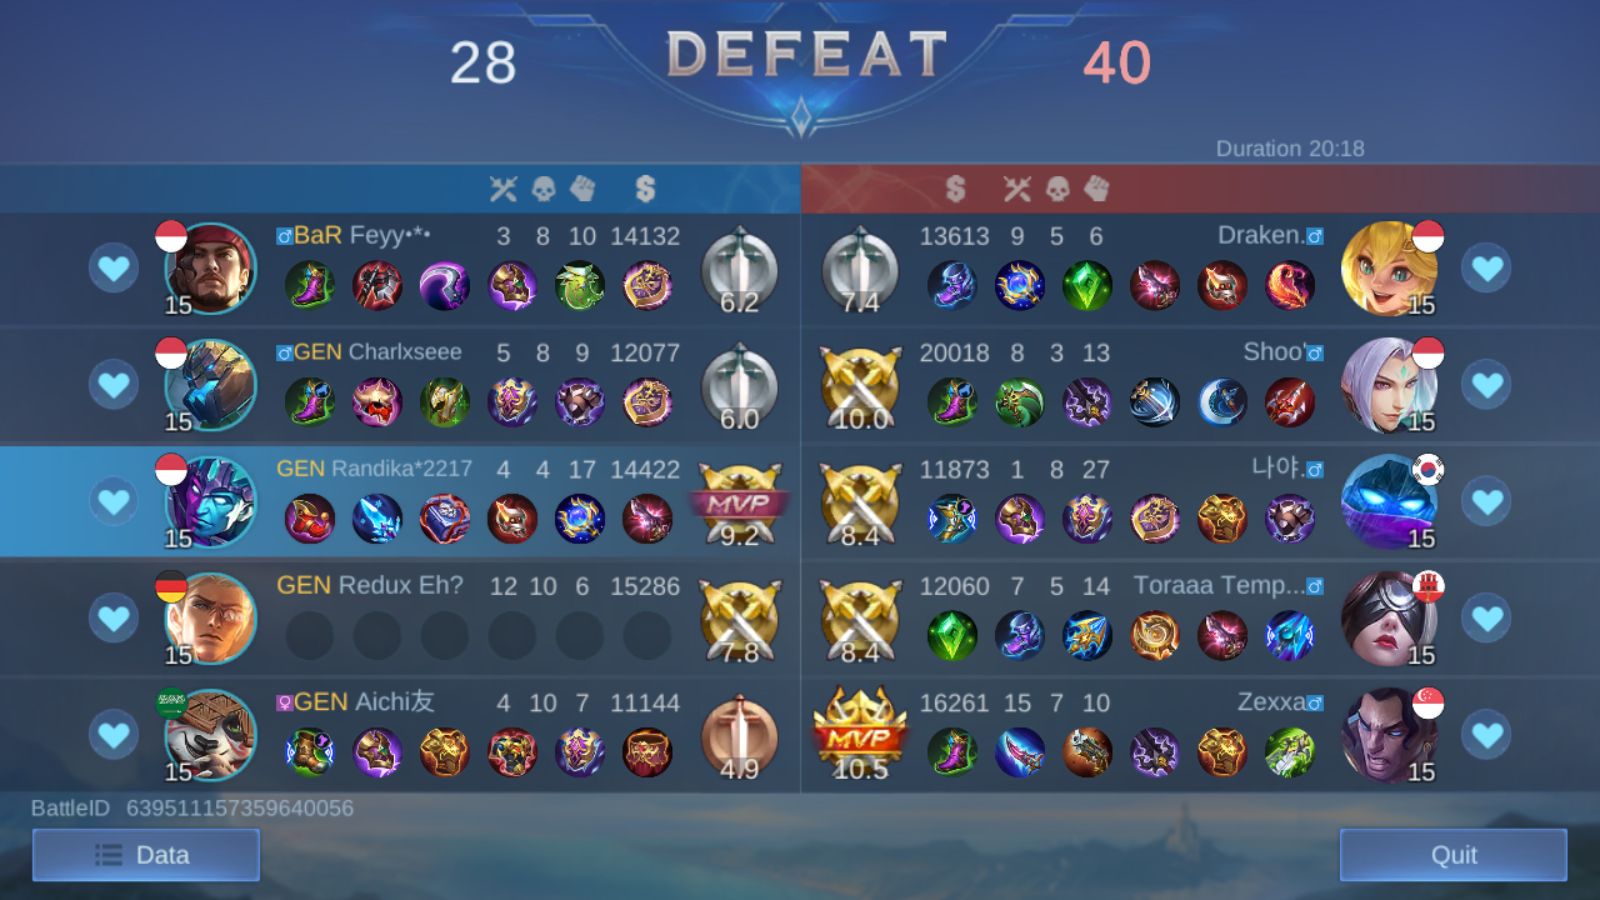 28 DEFEAT 40
Duration 20:18
BaR Feyy•*• 3 8 10 14132 6.2
15
7.4 13613 9 5 6 Draken.
15
GEN Charlxseee 5 8 9 12077 6.0
15
10.0 20018 8 3 13 Shoo'
15
GEN Randika*2217 4 4 17 14422 MVP 9.2
15
8.4 11873 1 8 27 나야.
15
GEN Redux Eh? 12 10 6 15286 7.8
15
8.4 12060 7 5 14 Toraaa Temp...
15
GEN Aichi友 4 10 7 11144 4.9
15
MVP 10.5 16261 15 7 10 Zexxa
15
BattleID 639511157359640056
Data
Quit